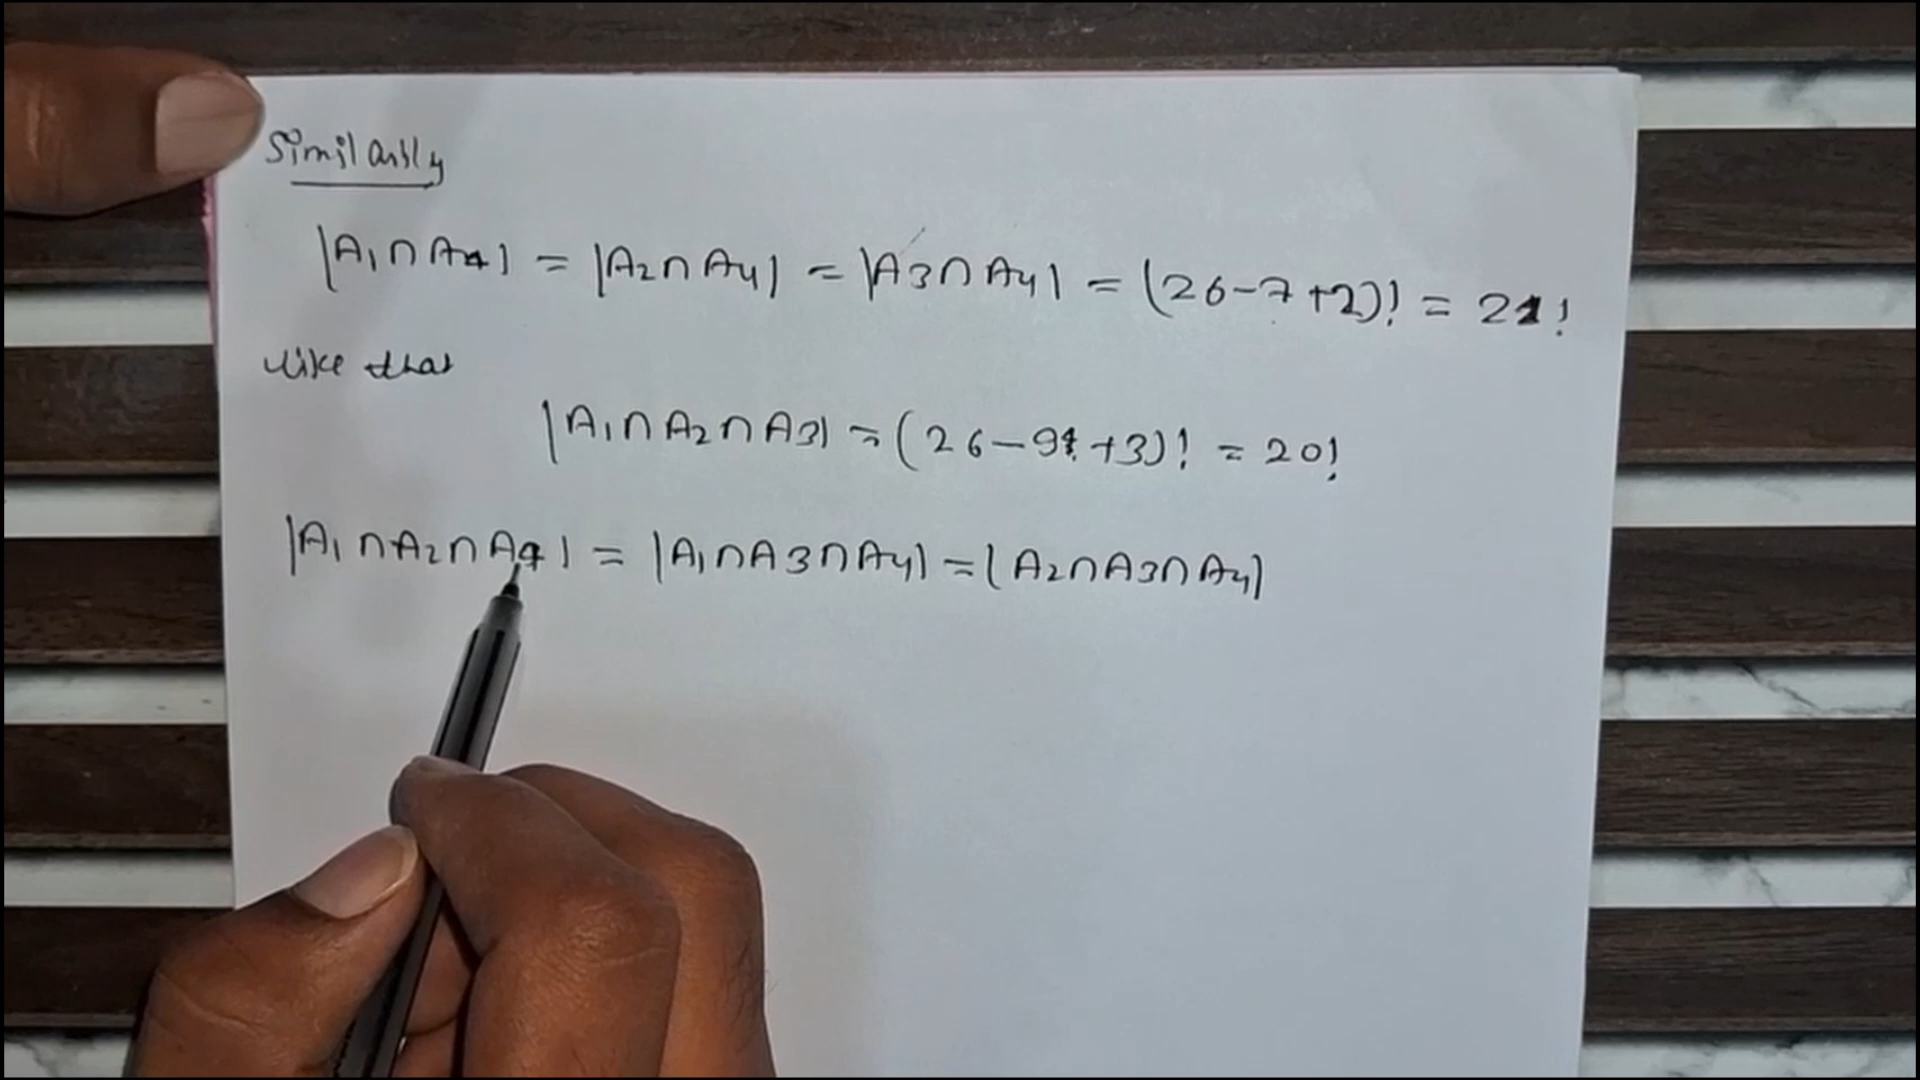 Similarly
|A₁∩A₄| = |A₂∩A₄| = |A₃∩A₄| = (26-7+2)! = 21!
like that
|A₁∩A₂∩A₃| = (26-9+3)! = 20!
|A₁∩A₂∩A₄| = |A₁∩A₃∩A₄| = |A₂∩A₃∩A₄|